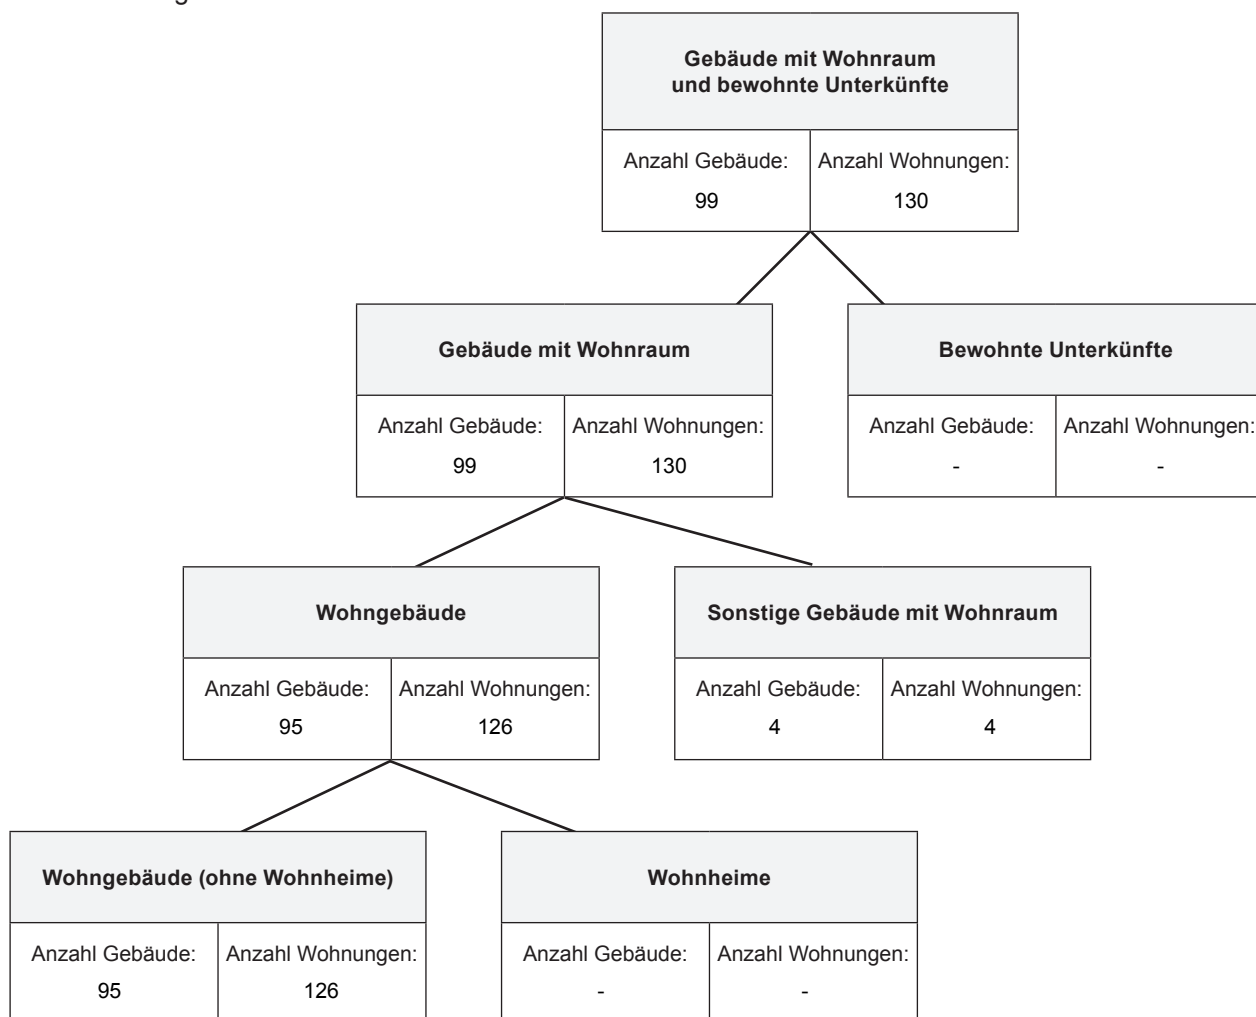 Gebäude mit Wohnraum
und bewohnte Unterkünfte
Anzahl Gebäude:
99
Anzahl Wohnungen:
130
Gebäude mit Wohnraum
Anzahl Gebäude:
99
Anzahl Wohnungen:
130
Bewohnte Unterkünfte
Anzahl Gebäude:
-
Anzahl Wohnungen:
-
Wohngebäude
Anzahl Gebäude:
95
Anzahl Wohnungen:
126
Sonstige Gebäude mit Wohnraum
Anzahl Gebäude:
4
Anzahl Wohnungen:
4
Wohngebäude (ohne Wohnheime)
Anzahl Gebäude:
95
Anzahl Wohnungen:
126
Wohnheime
Anzahl Gebäude:
-
Anzahl Wohnungen:
-